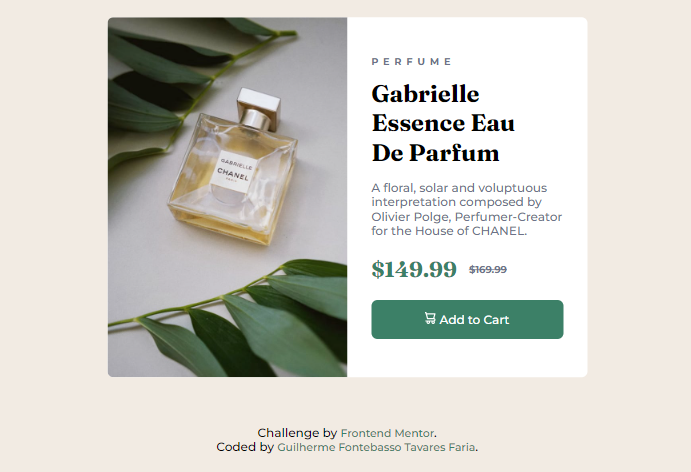 GABRIELLE
CHANEL
PARIS
PERFUME
Gabrielle
Essence Eau
De Parfum
A floral, solar and voluptuous
interpretation composed by
Olivier Polge, Perfumer-Creator
for the House of CHANEL.
$149.99 $169.99
Add to Cart
Challenge by Frontend Mentor.
Coded by Guilherme Fontebasso Tavares Faria.